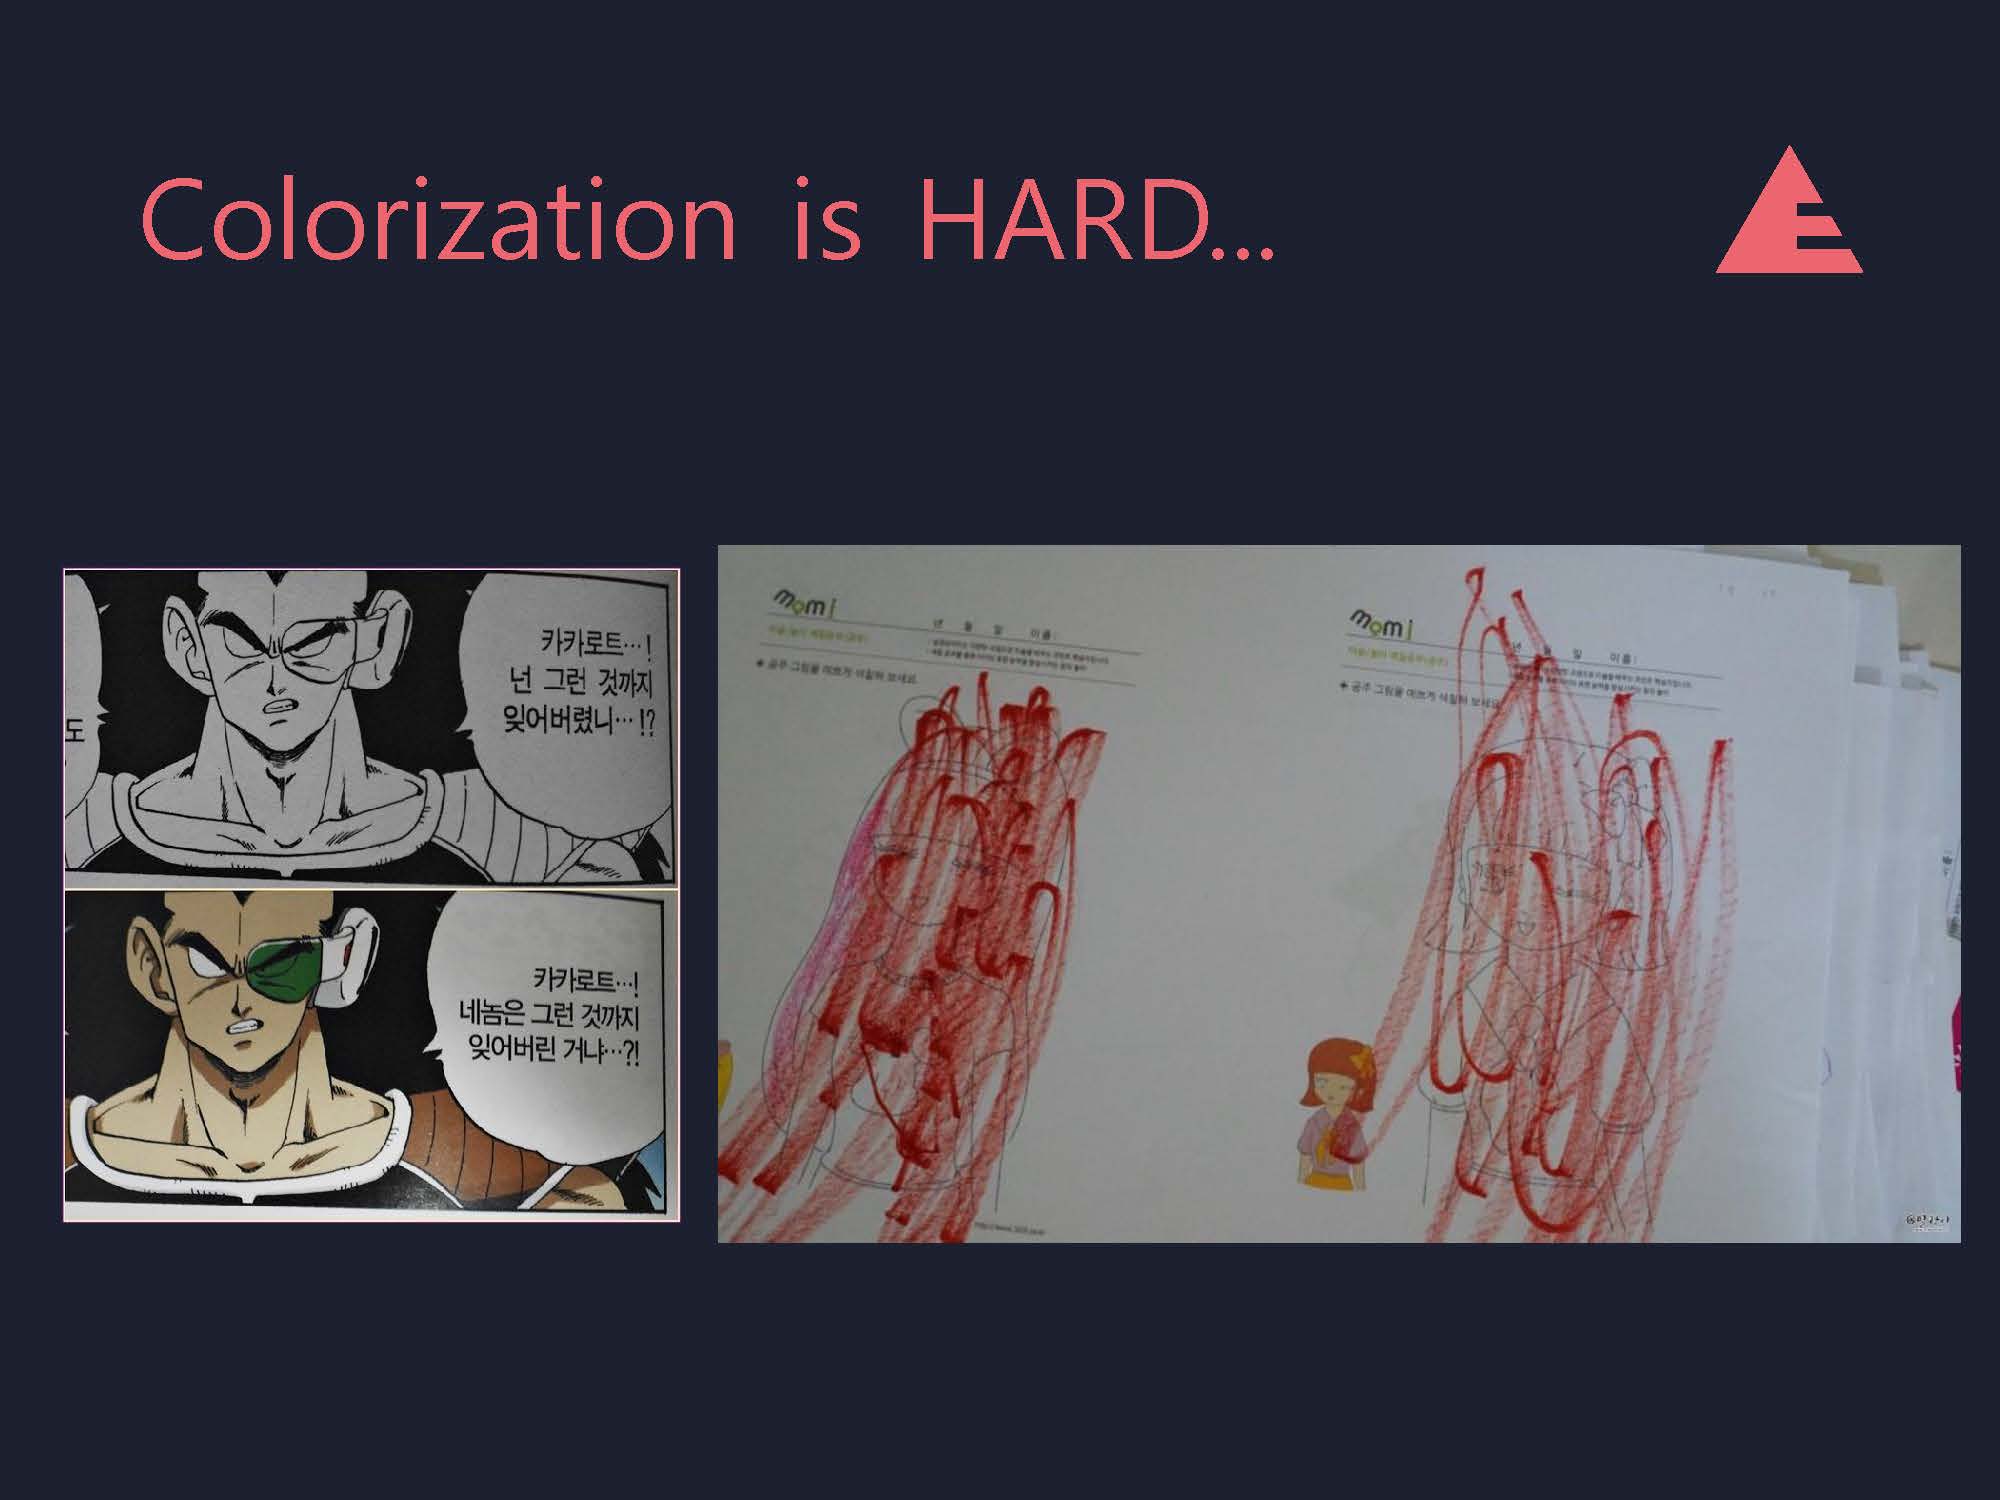 Colorization is HARD...
도
카카로트…!
넌 그런 것까지
잊어버렸니…!?
카카로트…!
네놈은 그런 것까지
잊어버린 거냐…?!
momi
년 월 일 이름:
◈ 공주 그림을 예쁘게 색칠해 보세요.
momi
년 월 일 이름:
◈ 공주 그림을 예쁘게 색칠해 보세요